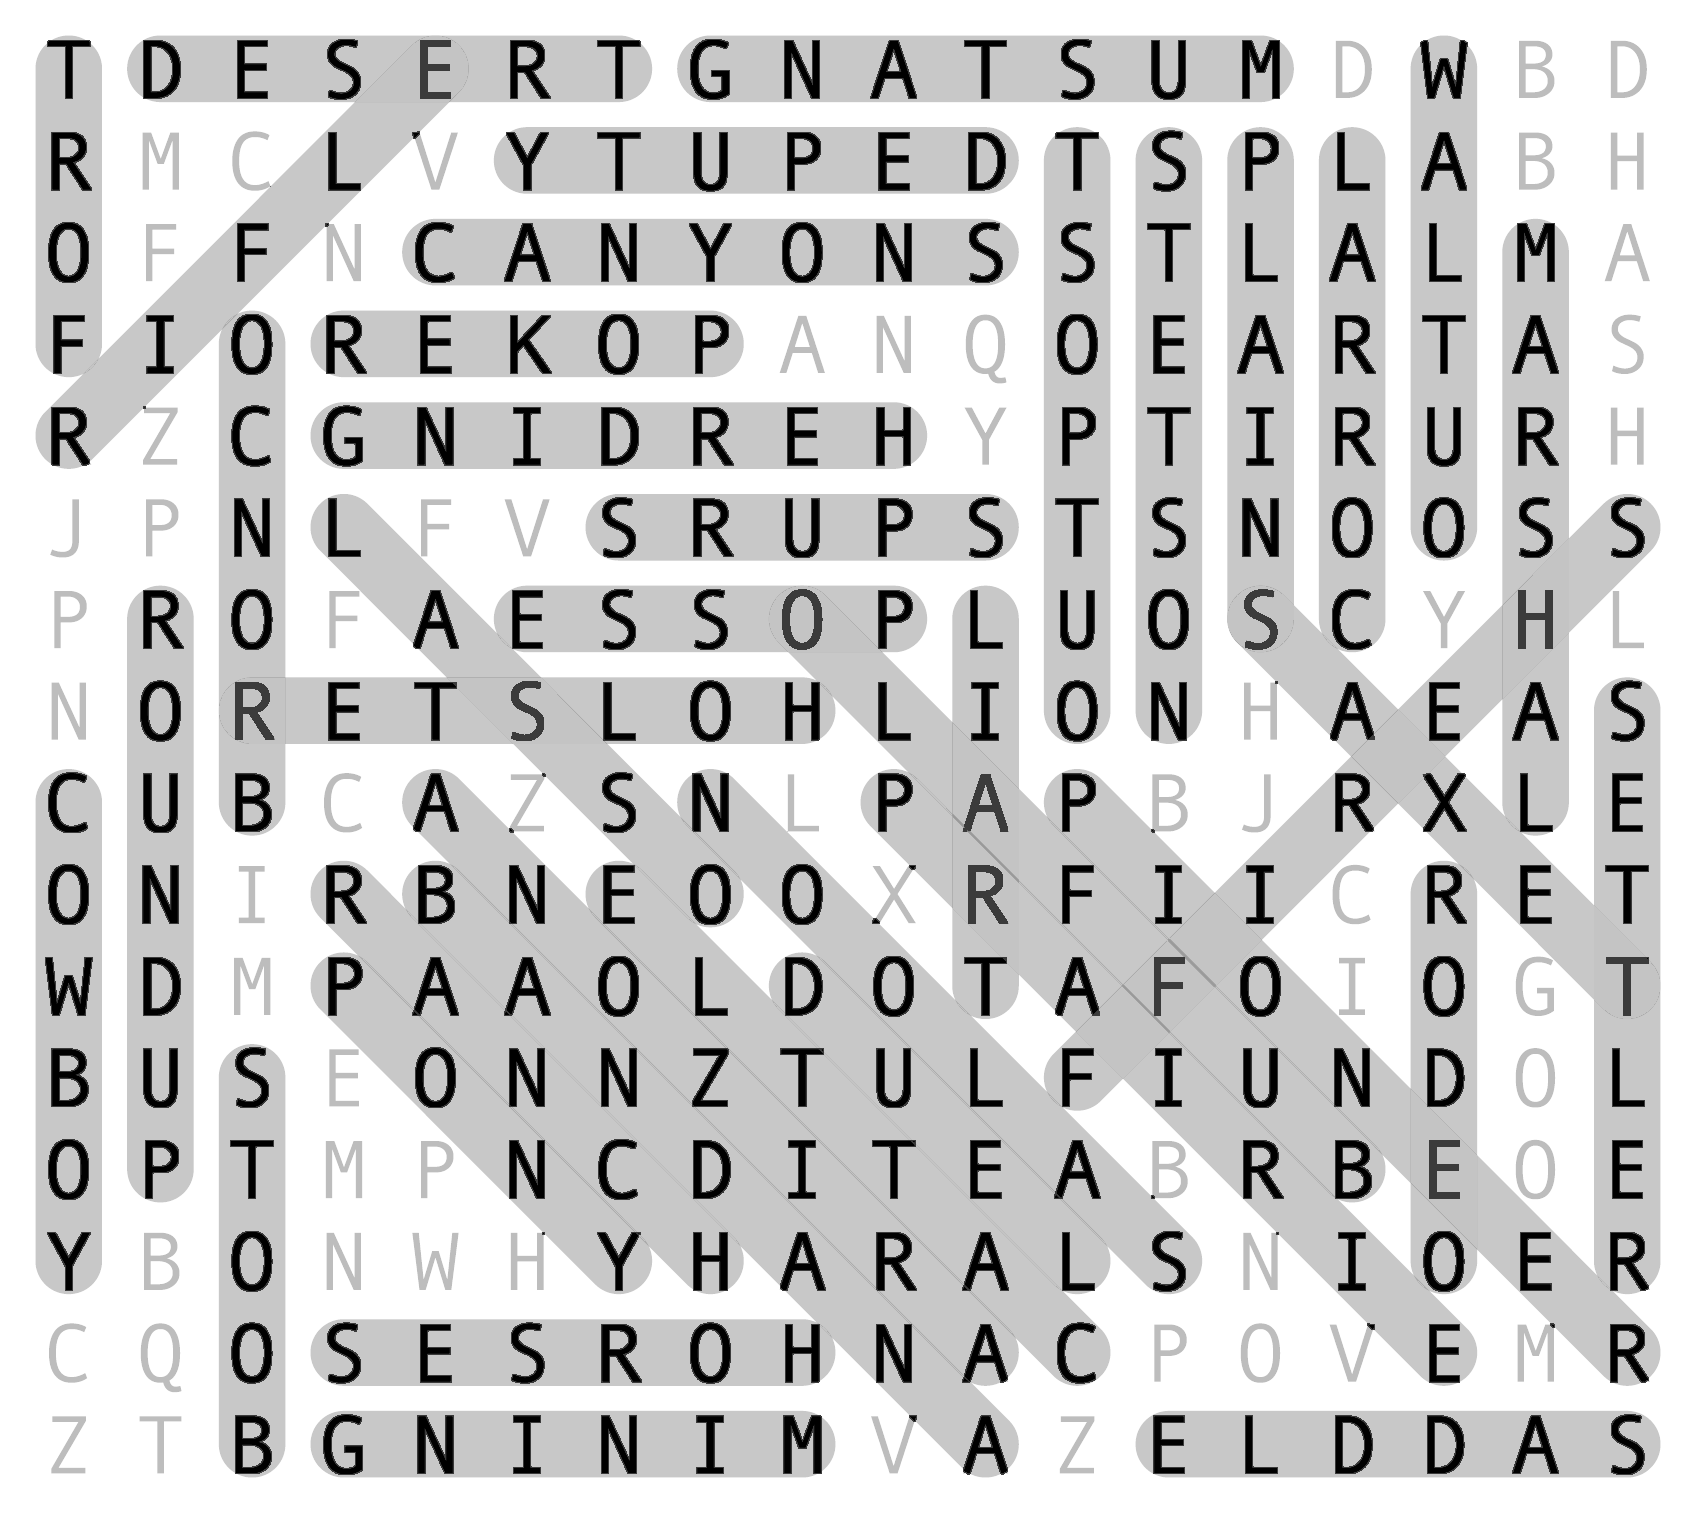 T D E S E R T G N A T S U M D W B D
R M C L V Y T U P E D T S P L A B H
O F F N C A N Y O N S S T L A L M A
F I O R E K O P A N Q O E A R T A S
R Z C G N I D R E H Y P T I R U R H
J P N L F V S R U P S T S N O O S S
P R O F A E S S O P L U O S C Y H L
N O R E T S L O H L I O N H A E A S
C U B C A Z S N L P A P B J R X L E
O N I R B N E O O X R F I I C R E T
W D M P A A O L D O T A F O I O G T
B U S E O N N Z T U L F I U N D O L
O P T M P N C D I T E A B R B E O E
Y B O N W H Y H A R A L S N I O E R
C Q O S E S R O H N A C P O V E M R
Z T B G N I N I M V A Z E L D D A S